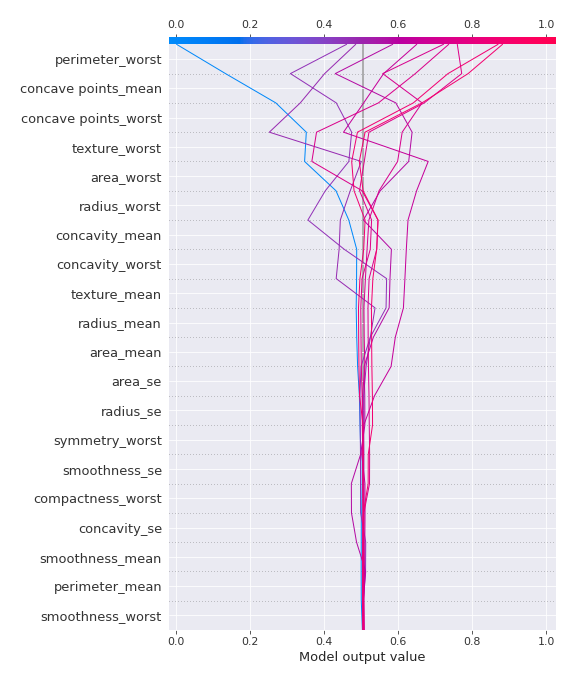 0.0 0.2 0.4 0.6 0.8 1.0
perimeter_worst
concave points_mean
concave points_worst
texture_worst
area_worst
radius_worst
concavity_mean
concavity_worst
texture_mean
radius_mean
area_mean
area_se
radius_se
symmetry_worst
smoothness_se
compactness_worst
concavity_se
smoothness_mean
perimeter_mean
smoothness_worst
0.0 0.2 0.4 0.6 0.8 1.0
Model output value